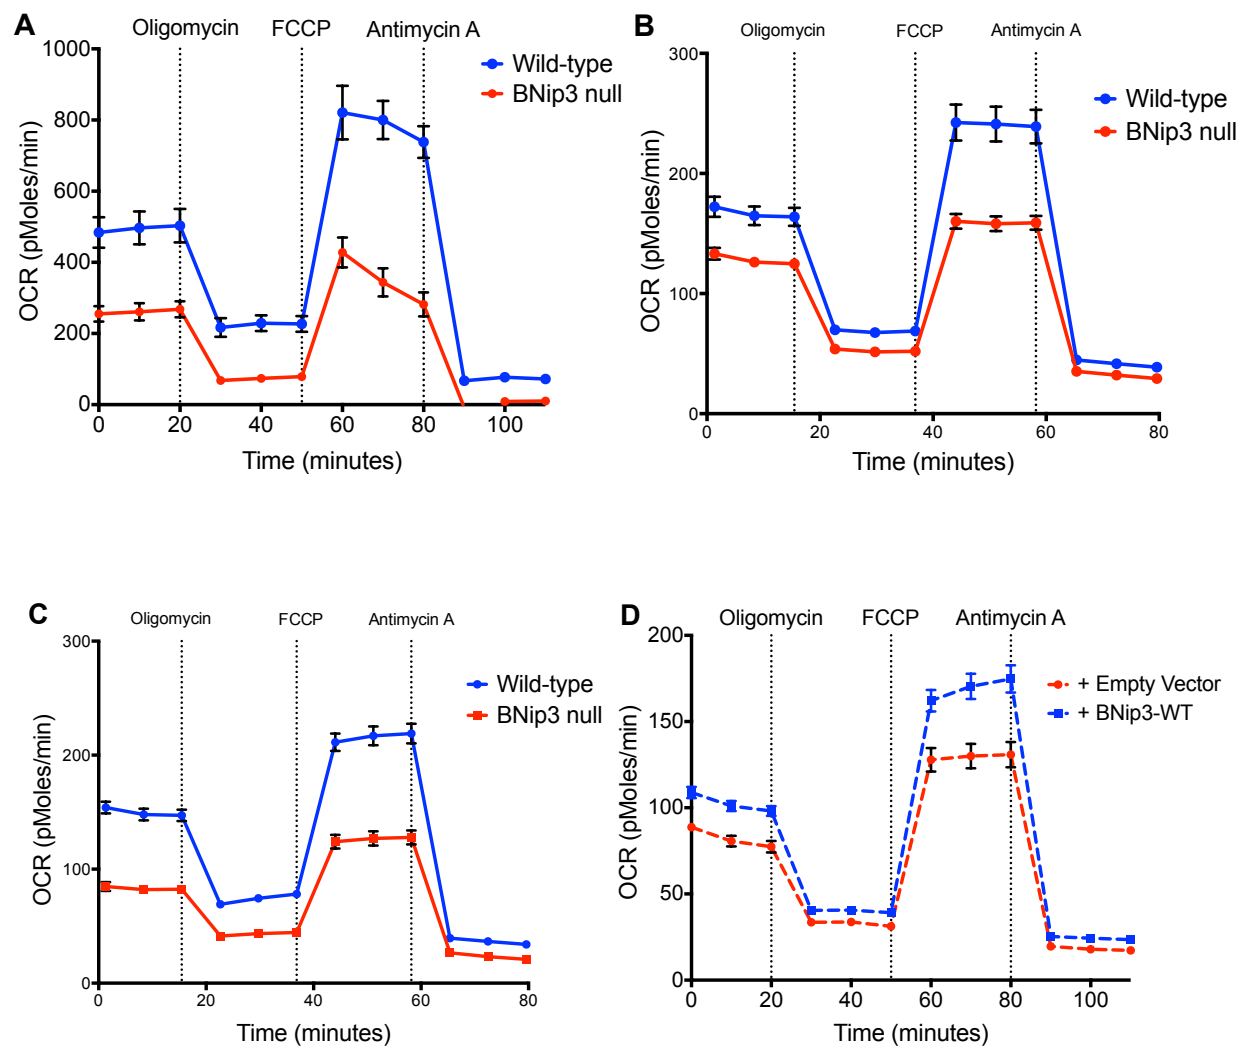 A
Oligomycin FCCP Antimycin A
1000
800
600
400
200
0
OCR (pMoles/min)
Wild-type
BNip3 null
0 20 40 60 80 100
Time (minutes)
B
Oligomycin FCCP Antimycin A
300
200
100
0
OCR (pMoles/min)
Wild-type
BNip3 null
0 20 40 60 80
Time (minutes)
C
Oligomycin FCCP Antimycin A
300
200
100
0
OCR (pMoles/min)
Wild-type
BNip3 null
0 20 40 60 80
Time (minutes)
D
Oligomycin FCCP Antimycin A
200
150
100
50
0
OCR (pMoles/min)
+ Empty Vector
+ BNip3-WT
0 20 40 60 80 100
Time (minutes)